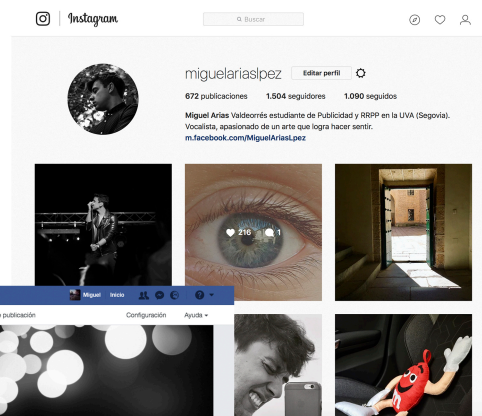 Instagram
Buscar
miguelariaslpez Editar perfil
672 publicaciones 1.504 seguidores 1.090 seguidos
Miguel Arias Valdeorrés estudiante de Publicidad y RRPP en la UVA (Segovia).
Vocalista, apasionado de un arte que logra hacer sentir.
m.facebook.com/MiguelAriasLpez
216 1
Miguel Inicio
publicación Configuración Ayuda
m